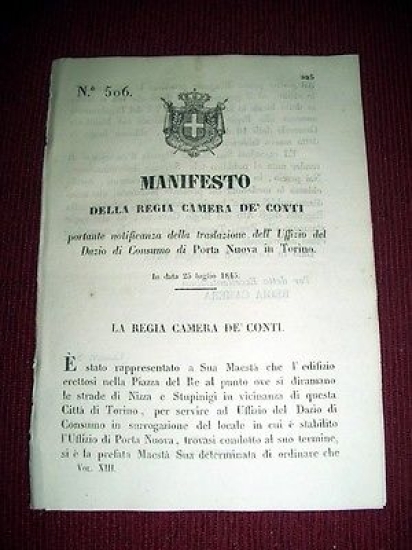 925
N.° 506.
MANIFESTO
DELLA REGIA CAMERA DE' CONTI
portante notificanza della traslazione dell' Uffizio del
Dazio di Consumo di Porta Nuova in Torino.
In data 25 luglio 1845.
LA REGIA CAMERA DE' CONTI.
È stato rappresentato a Sua Maestà che l'edifizio
erettosi nella Piazza del Re al punto ove si diramano
le strade di Nizza e Stupinigi in vicinanza di questa
Città di Torino, per servire ad Uffizio del Dazio di
Consumo in surrogazione del locale in cui è stabilito
l'Uffizio di Porta Nuova, trovasi condotto al suo termine,
si è la prefata Maestà Sua determinata di ordinare che
Vol. XIII.